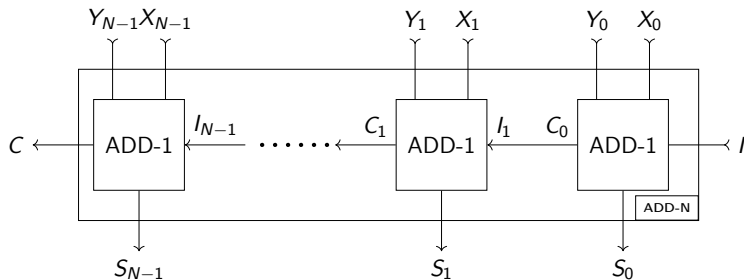 Y_{N−1} X_{N−1} Y_1 X_1 Y_0 X_0
C ADD-1 I_{N−1} ...... C_1 ADD-1 I_1 C_0 ADD-1 I
ADD-N
S_{N−1} S_1 S_0